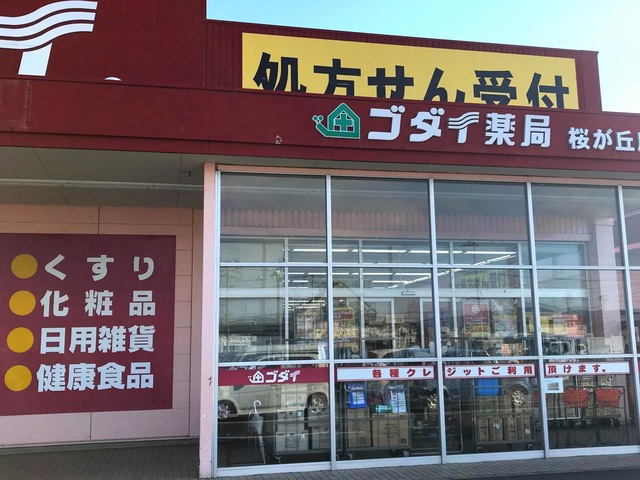 処方せん受付
ゴダイ薬局 桜が丘
くすり
化粧品
日用雑貨
健康食品
ゴダイ
各種クレジットご利用頂けます。